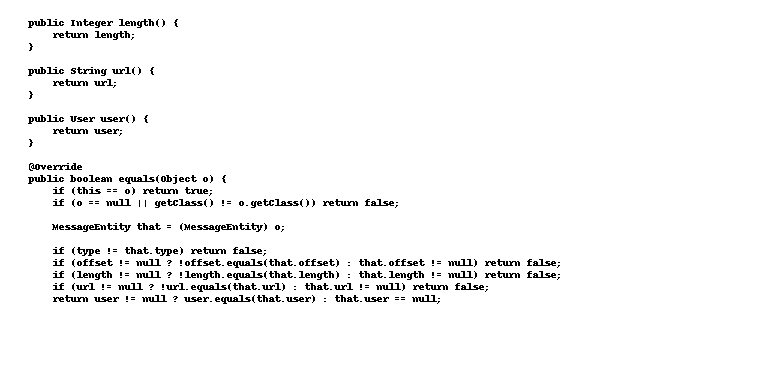 public Integer length() {
    return length;
}

public String url() {
    return url;
}

public User user() {
    return user;
}

@Override
public boolean equals(Object o) {
    if (this == o) return true;
    if (o == null || getClass() != o.getClass()) return false;

    MessageEntity that = (MessageEntity) o;

    if (type != that.type) return false;
    if (offset != null ? !offset.equals(that.offset) : that.offset != null) return false;
    if (length != null ? !length.equals(that.length) : that.length != null) return false;
    if (url != null ? !url.equals(that.url) : that.url != null) return false;
    return user != null ? user.equals(that.user) : that.user == null;